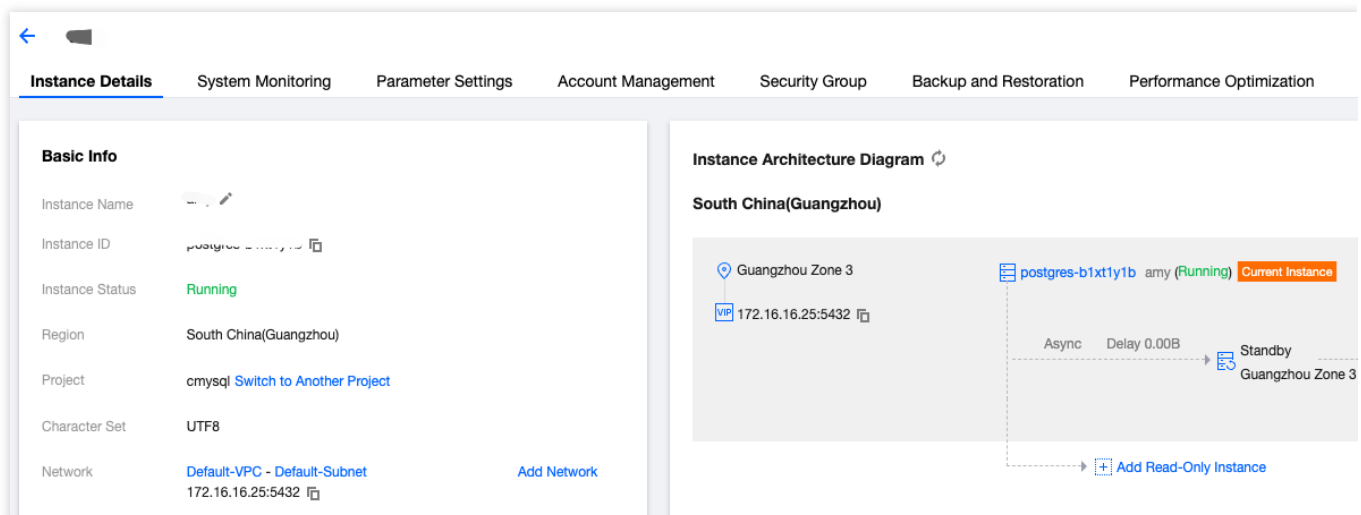 Instance Details System Monitoring Parameter Settings Account Management Security Group Backup and Restoration Performance Optimization
Basic Info
Instance Name
Instance ID
Instance Status Running
Region South China(Guangzhou)
Project cmysql Switch to Another Project
Character Set UTF8
Network Default-VPC - Default-Subnet Add Network
172.16.16.25:5432
Instance Architecture Diagram
South China(Guangzhou)
Guangzhou Zone 3
VIP 172.16.16.25:5432
postgres-b1xt1y1b amy (Running) Current Instance
Async Delay 0.00B
Standby
Guangzhou Zone 3
Add Read-Only Instance